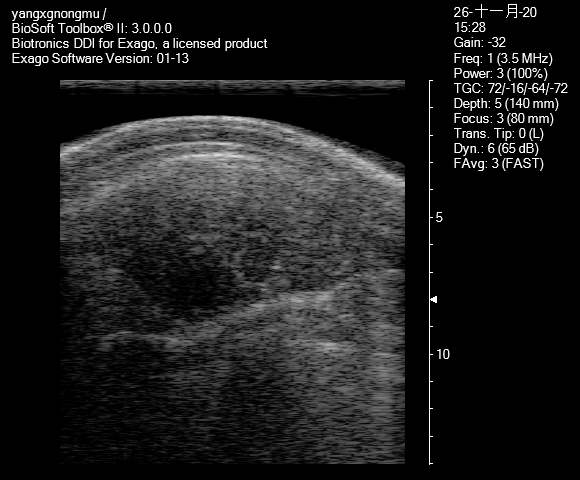 yangxgnongmu /
BioSoft Toolbox® II: 3.0.0.0
Biotronics DDI for Exago, a licensed product
Exago Software Version: 01-13
26-十一月-20
15:28
Gain: -32
Freq: 1 (3.5 MHz)
Power: 3 (100%)
TGC: 72/-16/-64/-72
Depth: 5 (140 mm)
Focus: 3 (80 mm)
Trans. Tip: 0 (L)
Dyn.: 6 (65 dB)
FAvg: 3 (FAST)
5
10